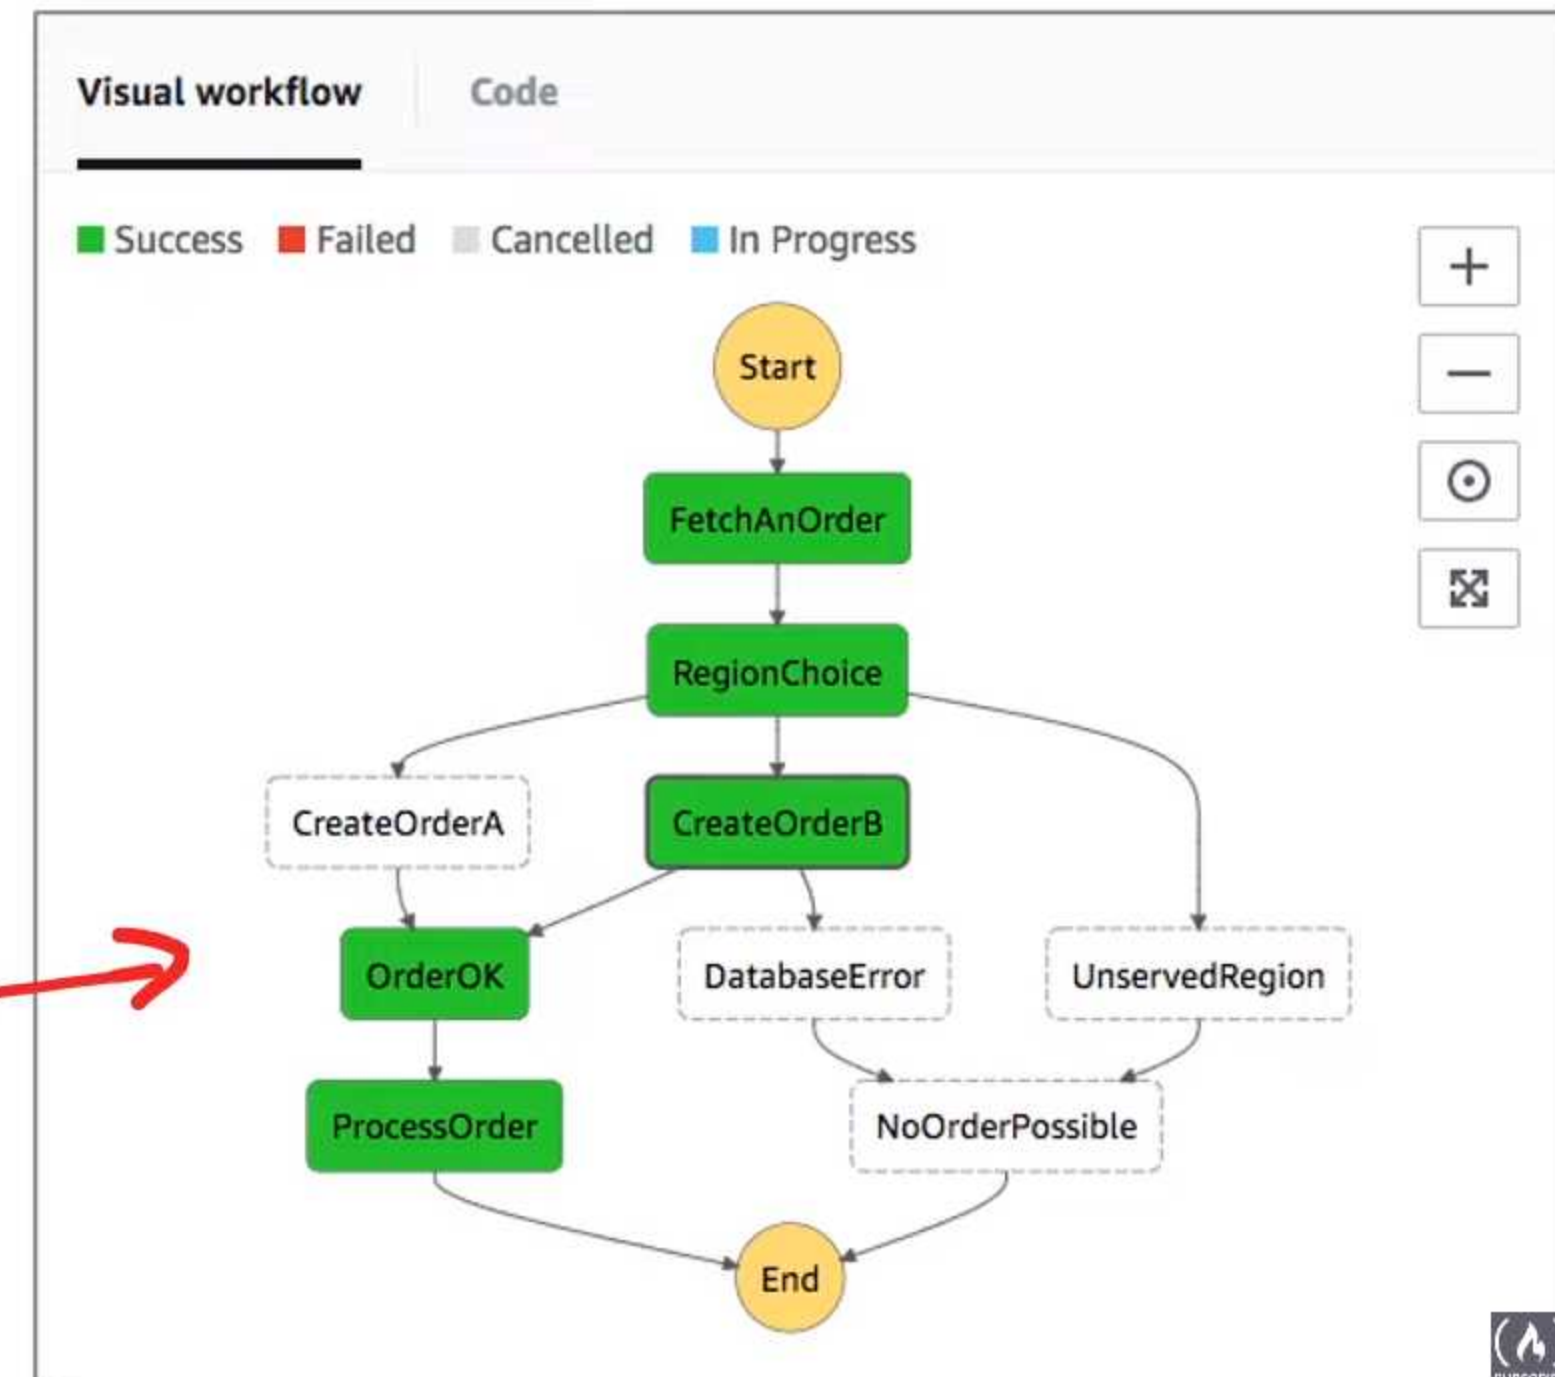 Visual workflow Code
Success Failed Cancelled In Progress
Start
FetchAnOrder
RegionChoice
CreateOrderA CreateOrderB
OrderOK DatabaseError UnservedRegion
ProcessOrder NoOrderPossible
End